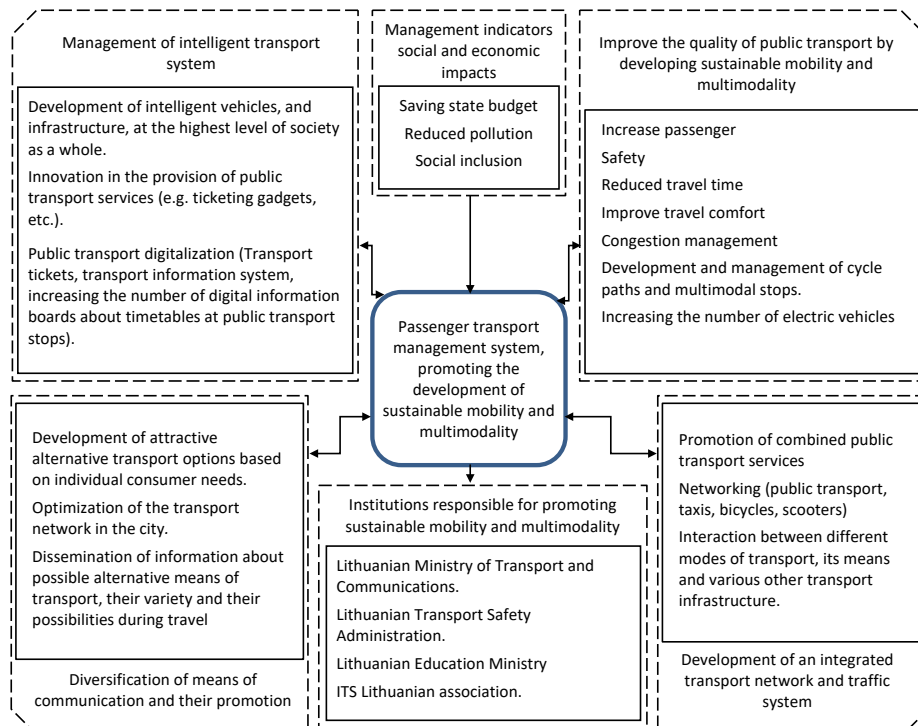 Management of intelligent transport
system
Development of intelligent vehicles, and
infrastructure, at the highest level of society
as a whole.
Innovation in the provision of public
transport services (e.g. ticketing gadgets,
etc.).
Public transport digitalization (Transport
tickets, transport information system,
increasing the number of digital information
boards about timetables at public transport
stops).
Management indicators
social and economic
impacts
Saving state budget
Reduced pollution
Social inclusion
Improve the quality of public transport by
developing sustainable mobility and
multimodality
Increase passenger
Safety
Reduced travel time
Improve travel comfort
Congestion management
Development and management of cycle
paths and multimodal stops.
Increasing the number of electric vehicles
Passenger transport
management system,
promoting the
development of
sustainable mobility and
multimodality
Development of attractive
alternative transport options based
on individual consumer needs.
Optimization of the transport
network in the city.
Dissemination of information about
possible alternative means of
transport, their variety and their
possibilities during travel
Diversification of means of
communication and their promotion
Institutions responsible for promoting
sustainable mobility and multimodality
Lithuanian Ministry of Transport and
Communications.
Lithuanian Transport Safety
Administration.
Lithuanian Education Ministry
ITS Lithuanian association.
Promotion of combined public
transport services
Networking (public transport,
taxis, bicycles, scooters)
Interaction between different
modes of transport, its means
and various other transport
infrastructure.
Development of an integrated
transport network and traffic
system